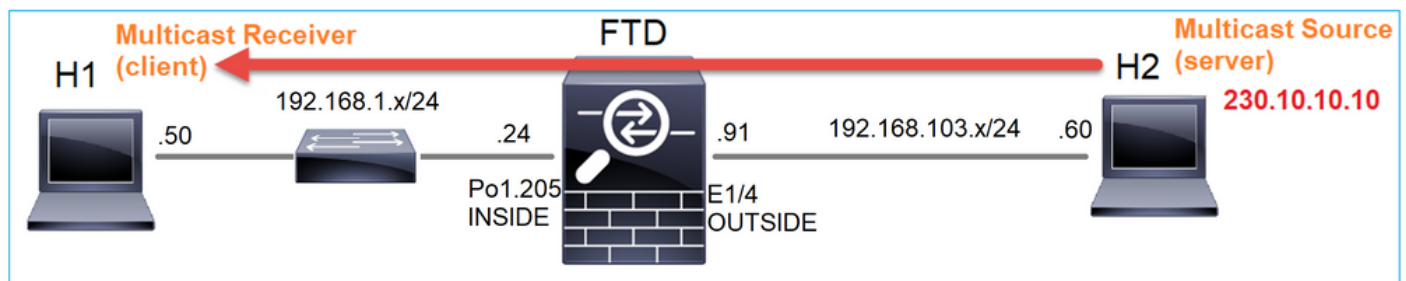 Multicast Receiver
(client)
FTD
Multicast Source
(server)
H1
H2
230.10.10.10
192.168.1.x/24
.50
.24
.91
192.168.103.x/24
.60
Po1.205
INSIDE
E1/4
OUTSIDE